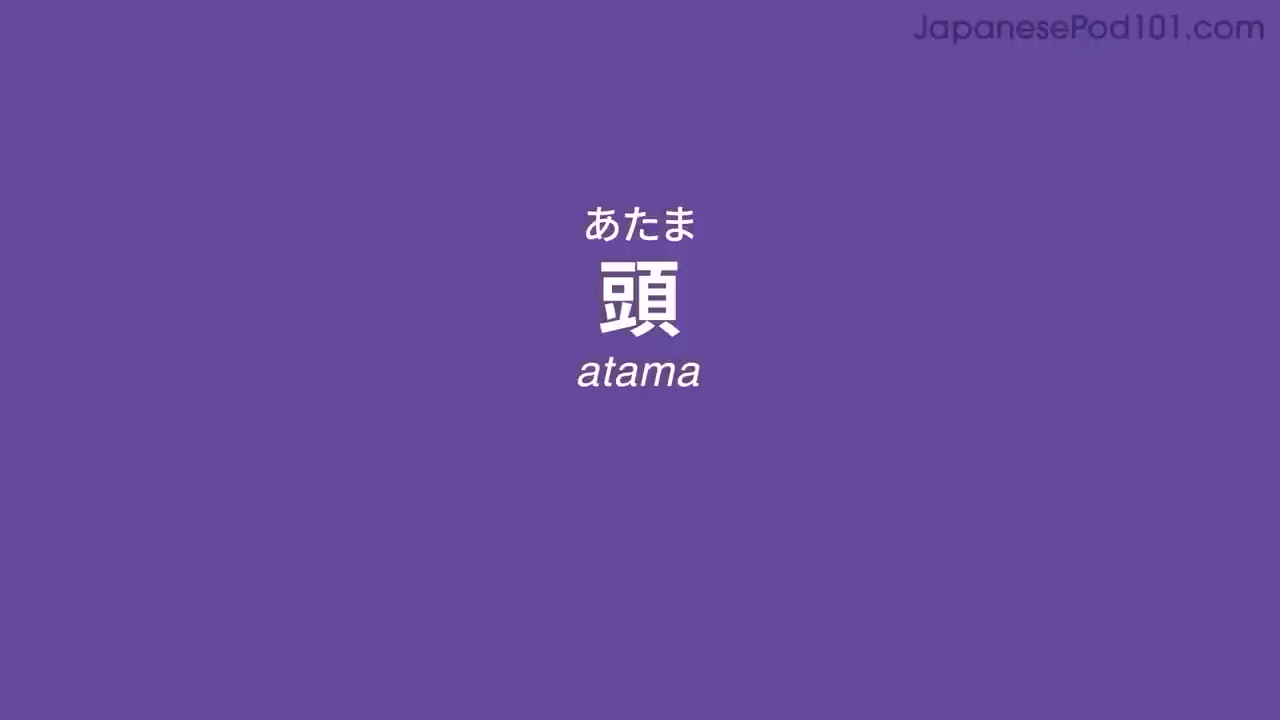 JapanesePod101.com
あたま
頭
atama